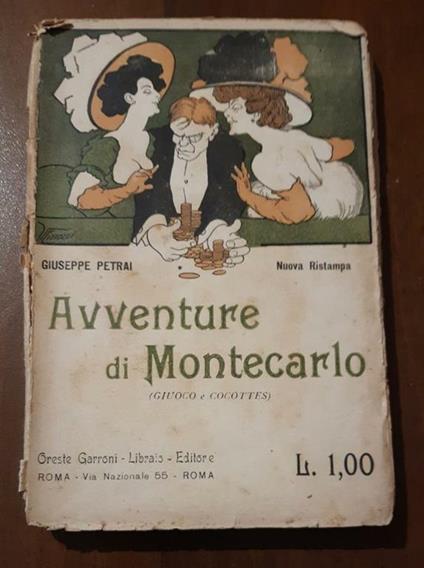 GIUSEPPE PETRAI Nuova Ristampa
Avventure
di Montecarlo
(GIUOCO e COCOTTES)
Oreste Garroni - Libraio - Editore
ROMA - Via Nazionale 55 - ROMA
L. 1,00